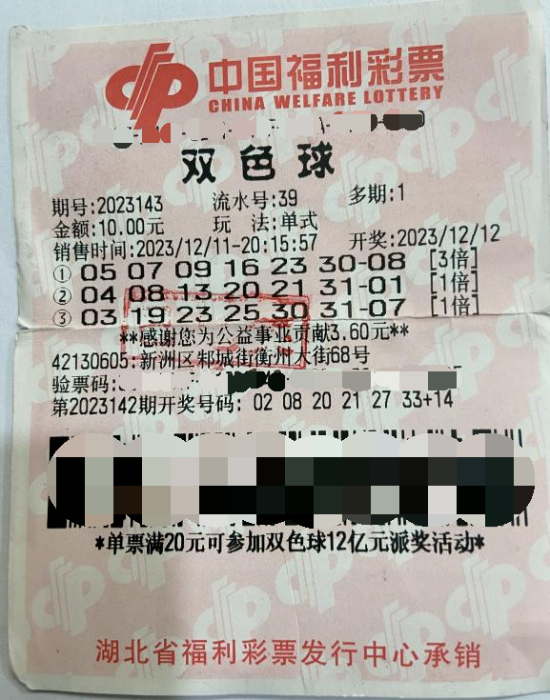 中国福利彩票
CHINA WELFARE LOTTERY
双色球
期号:2023143 流水号:39 多期:1
金额:10.00元 玩 法:单式
销售时间:2023/12/11-20:15:57 开奖:2023/12/12
① 05 07 09 16 23 30-08 [3倍]
② 04 08 13 20 21 31-01 [1倍]
③ 03 19 23 25 30 31-07 [1倍]
**感谢您为公益事业贡献3.60元**
42130605:新洲区邾城街衡州大街68号
验票码:
第2023142期开奖号码: 02 08 20 21 27 33+14
*单票满20元可参加双色球12亿元派奖活动*
湖北省福利彩票发行中心承销